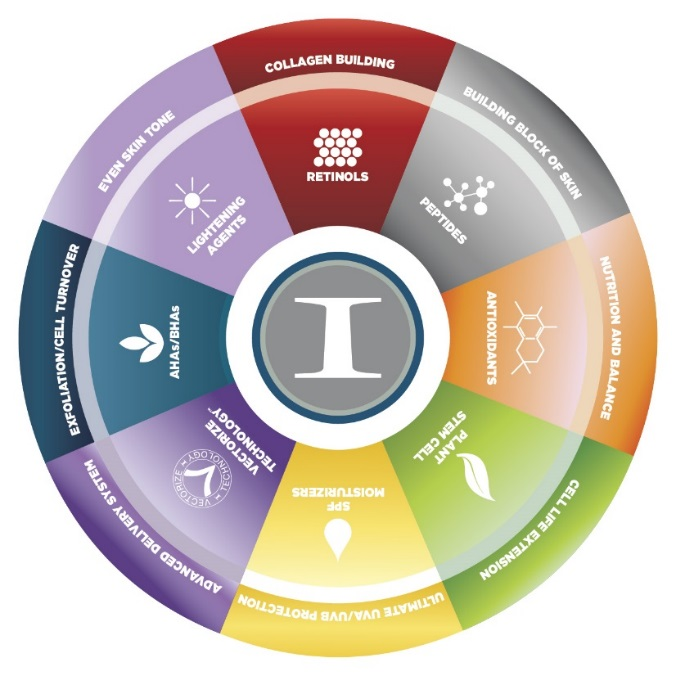 COLLAGEN BUILDING
RETINOLS
BUILDING BLOCK OF SKIN
PEPTIDES
NUTRITION AND BALANCE
ANTIOXIDANTS
CELL LIFE EXTENSION
PLANT
STEM CELL
ULTIMATE UVA/UVB PROTECTION
SPF
MOISTURIZERS
ADVANCED DELIVERY SYSTEM
VECTORIZE
TECHNOLOGY™
VECTORIZE
TECHNOLOGY
EXFOLIATION/CELL TURNOVER
AHAs/BHAs
EVEN SKIN TONE
LIGHTENING
AGENTS
I